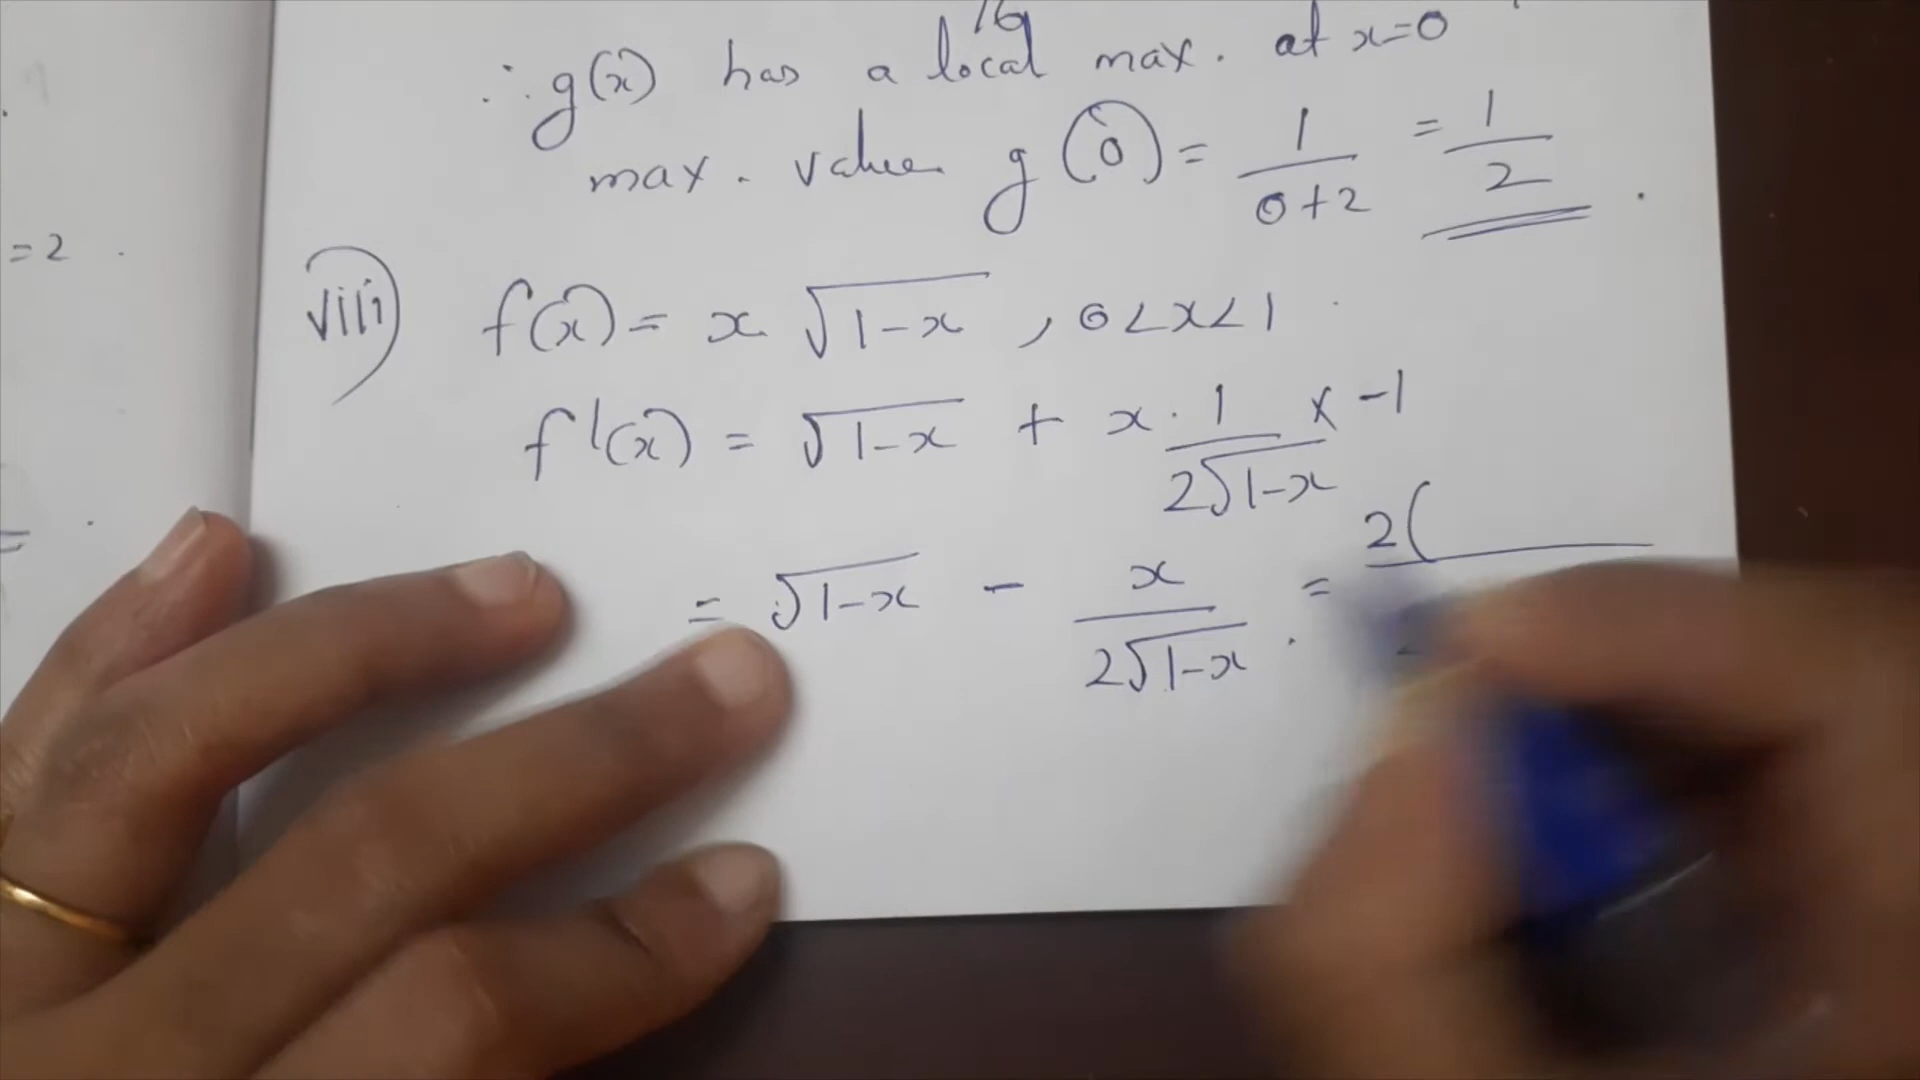 16
∴ g(x) has a local max. at x=0
max. value g(0) = 1/(0+2) = 1/2
=2
viii) f(x) = x √(1-x) , 0<x<1
f'(x) = √(1-x) + x · 1/(2√(1-x)) × -1
= √(1-x) - x/(2√(1-x)) . = 2(